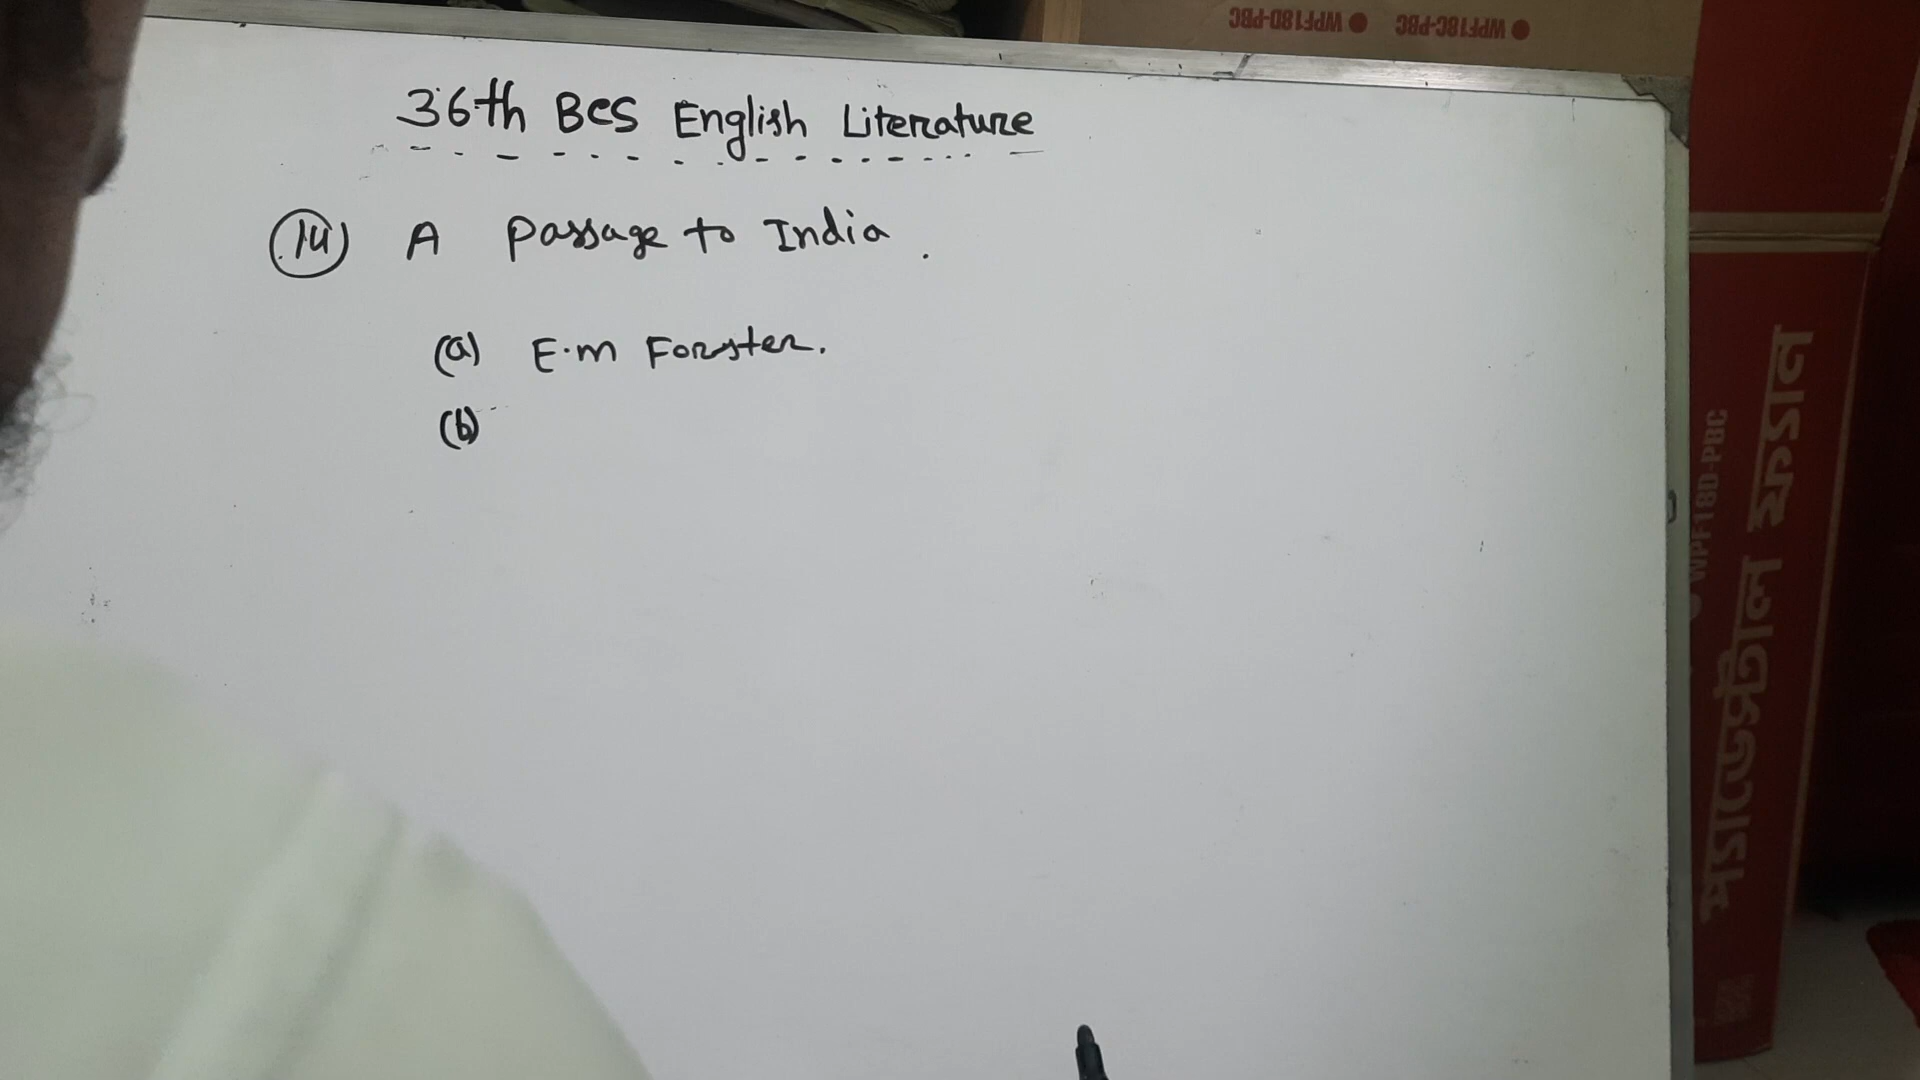 WPF18D-PBC WPF18C-PBC
36th BCS English Literature
14 A Passage to India.
(a) E.M Forster.
(b)
WPF18D-PBC